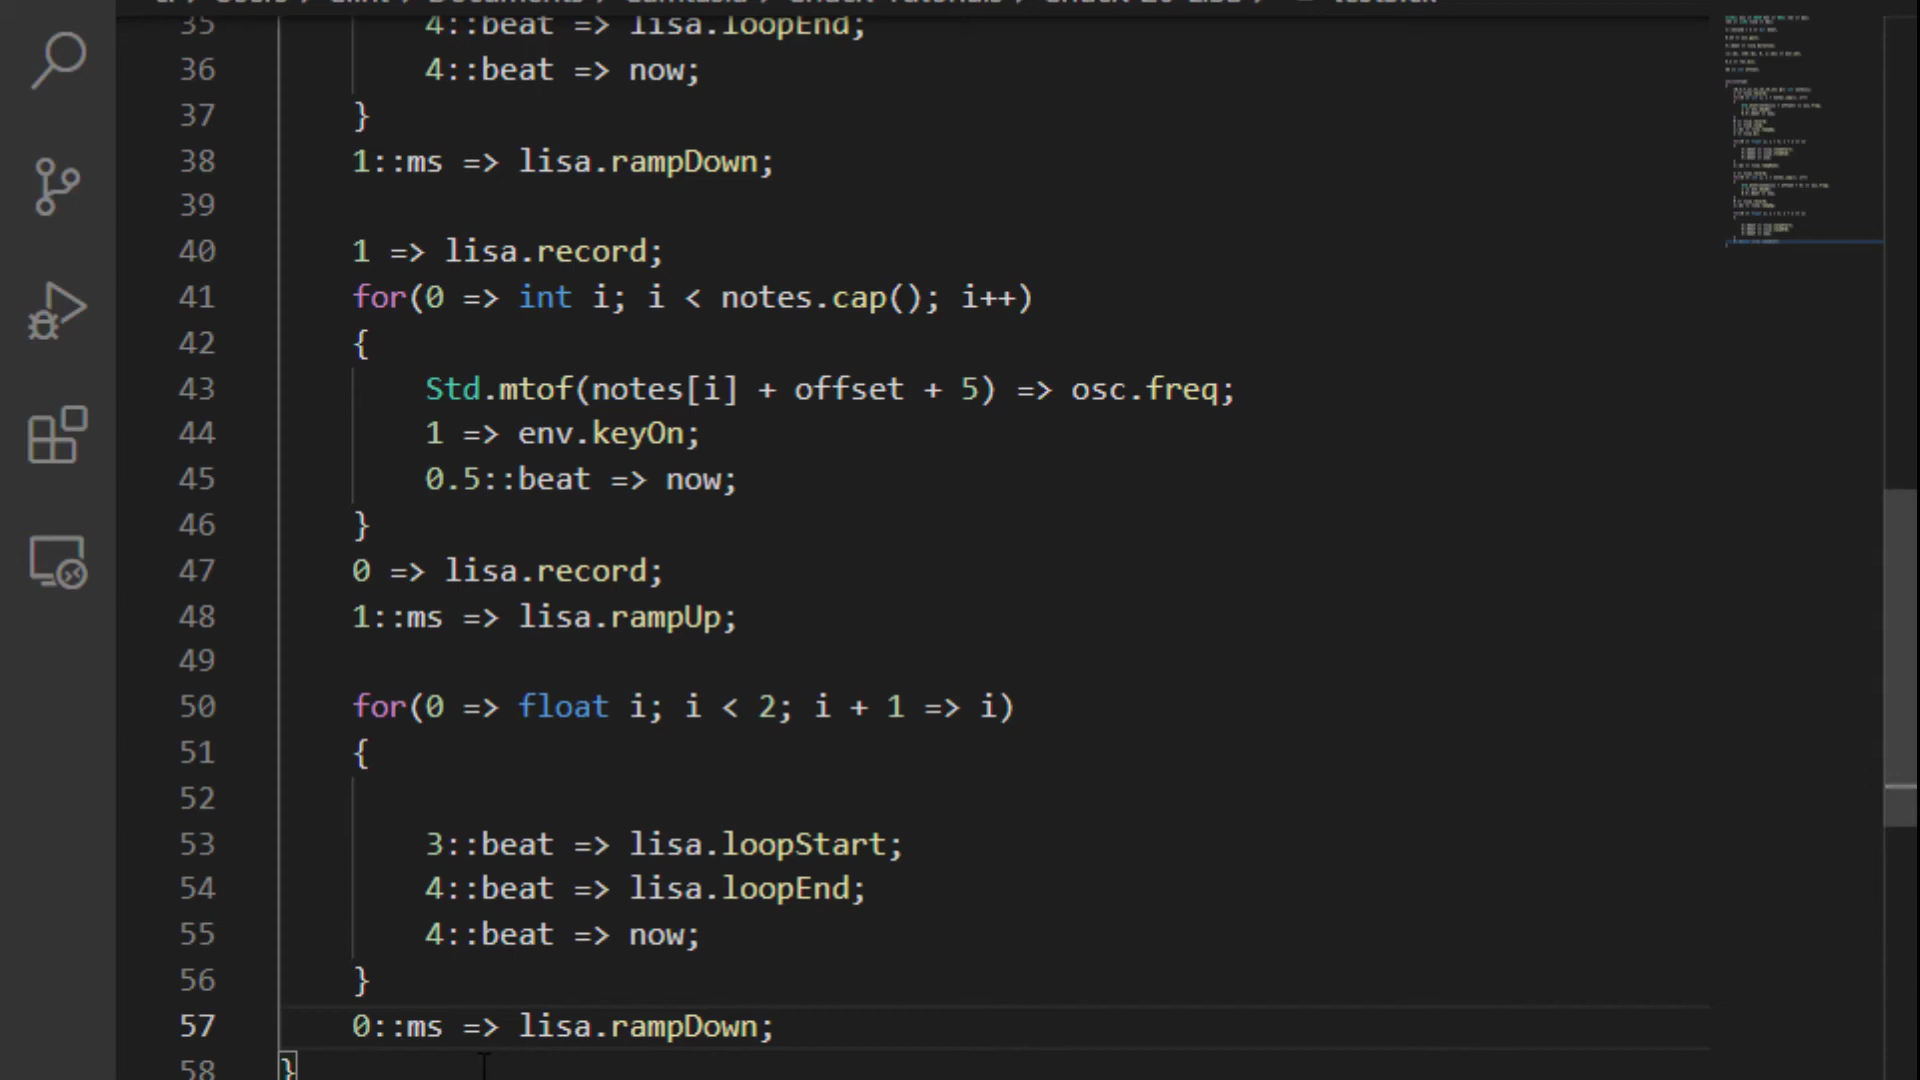 35 4::beat => lisa.loopEnd;
36 4::beat => now;
37 }
38 1::ms => lisa.rampDown;
39
40 1 => lisa.record;
41 for(0 => int i; i < notes.cap(); i++)
42 {
43 Std.mtof(notes[i] + offset + 5) => osc.freq;
44 1 => env.keyOn;
45 0.5::beat => now;
46 }
47 0 => lisa.record;
48 1::ms => lisa.rampUp;
49
50 for(0 => float i; i < 2; i + 1 => i)
51 {
52
53 3::beat => lisa.loopStart;
54 4::beat => lisa.loopEnd;
55 4::beat => now;
56 }
57 0::ms => lisa.rampDown;
58 }